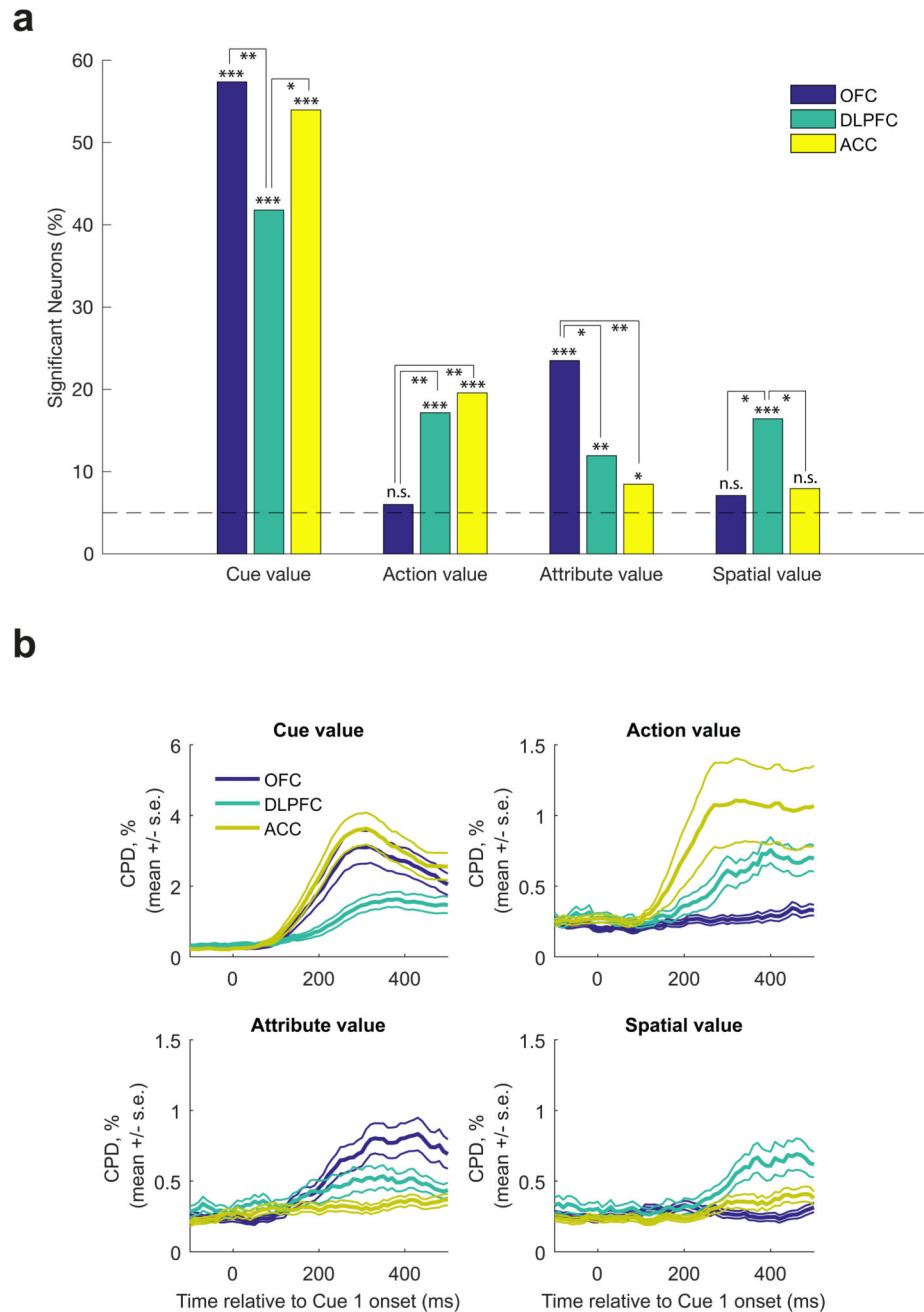 a
60
50
40
30
20
10
0
Significant Neurons (%)
OFC
DLPFC
ACC
***
**
***
*
***
n.s.
**
***
**
***
***
*
**
**
*
n.s.
*
***
*
n.s.
Cue value
Action value
Attribute value
Spatial value
b
Cue value
6
4
2
0
CPD, %
(mean +/- s.e.)
OFC
DLPFC
ACC
0
200
400
Action value
1.5
1
0.5
0
CPD, %
(mean +/- s.e.)
0
200
400
Attribute value
1.5
1
0.5
0
CPD, %
(mean +/- s.e.)
0
200
400
Time relative to Cue 1 onset (ms)
Spatial value
1.5
1
0.5
0
CPD, %
(mean +/- s.e.)
0
200
400
Time relative to Cue 1 onset (ms)